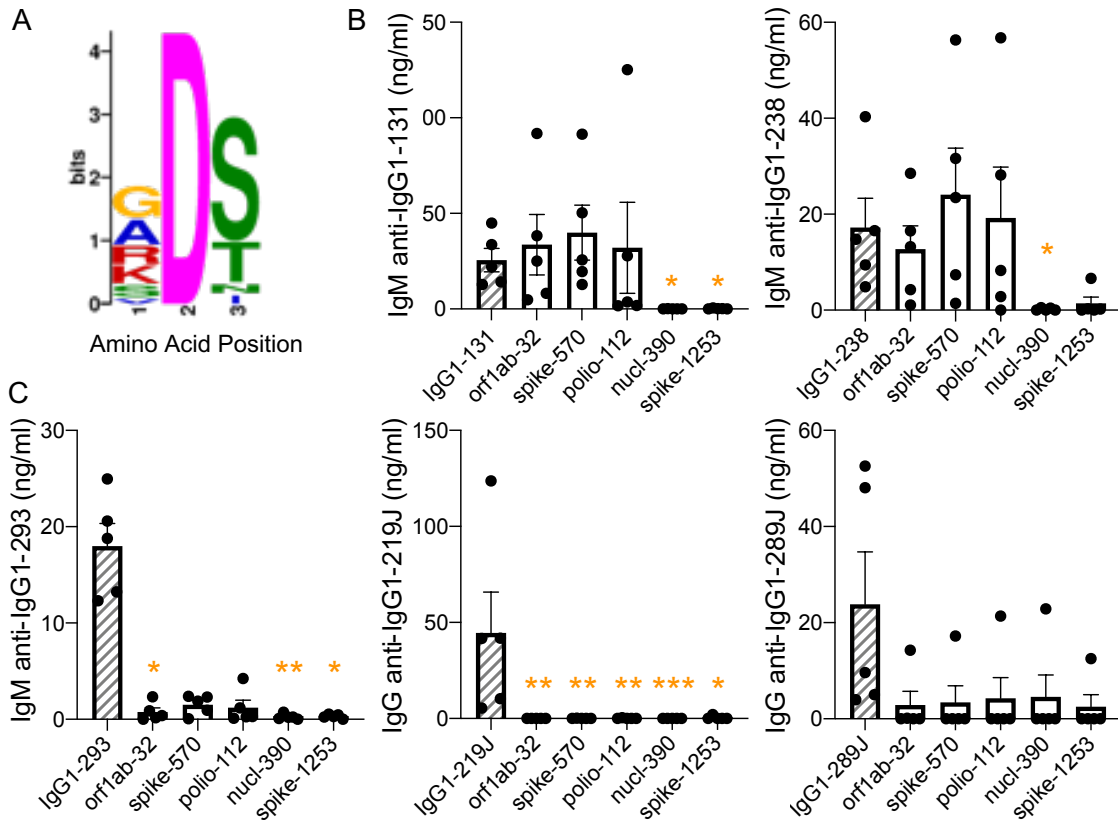 A
bits
4
3
2
1
0
G
A
R
K
S
D
S
T
N
1
2
3
Amino Acid Position
B
IgM anti-IgG1-131 (ng/ml)
50
00
50
0
*
*
IgG1-131
orf1ab-32
spike-570
polio-112
nucl-390
spike-1253
IgM anti-IgG1-238 (ng/ml)
60
40
20
0
*
IgG1-238
orf1ab-32
spike-570
polio-112
nucl-390
spike-1253
C
IgM anti-IgG1-293 (ng/ml)
30
20
10
0
*
**
*
IgG1-293
orf1ab-32
spike-570
polio-112
nucl-390
spike-1253
IgG anti-IgG1-219J (ng/ml)
150
100
50
0
**
**
**
***
*
IgG1-219J
orf1ab-32
spike-570
polio-112
nucl-390
spike-1253
IgG anti-IgG1-289J (ng/ml)
60
40
20
0
IgG1-289J
orf1ab-32
spike-570
polio-112
nucl-390
spike-1253